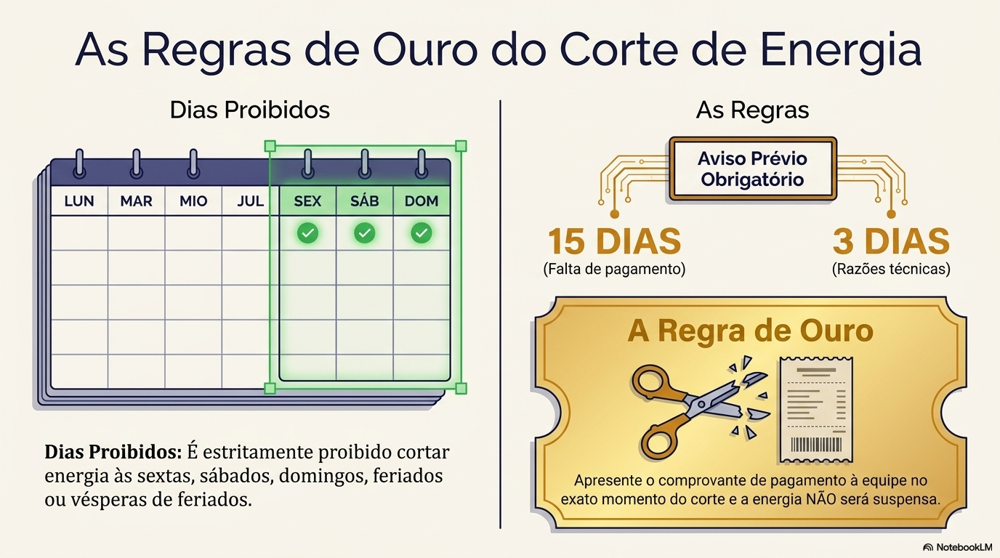 As Regras de Ouro do Corte de Energia
Dias Proibidos
LUN MAR MIO JUL SEX SÁB DOM
Dias Proibidos: É estritamente proibido cortar
energia às sextas, sábados, domingos, feriados
ou vésperas de feriados.
As Regras
Aviso Prévio
Obrigatório
15 DIAS
(Falta de pagamento)
3 DIAS
(Razões técnicas)
A Regra de Ouro
Apresente o comprovante de pagamento à equipe no
exato momento do corte e a energia NÃO será suspensa.
NotebookLM